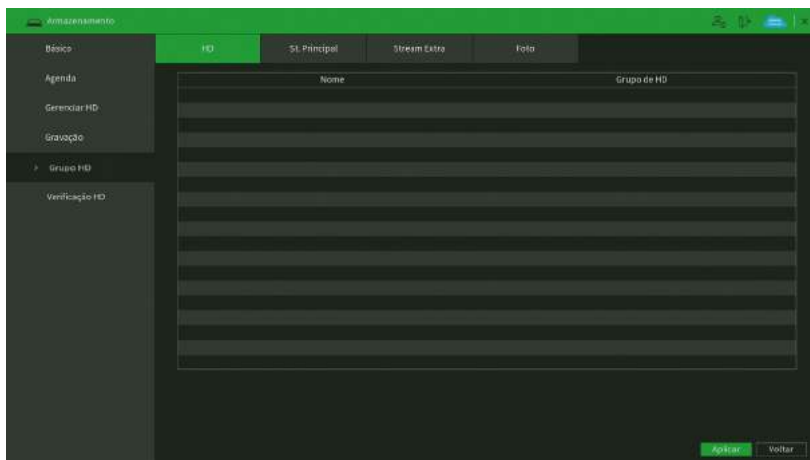 Armazenamento
Básico
Agenda
Gerenciar HD
Gravação
Grupo HD
Verificação HD
HD
St. Principal
Stream Extra
Foto
Nome
Grupo de HD
Aplicar
Voltar